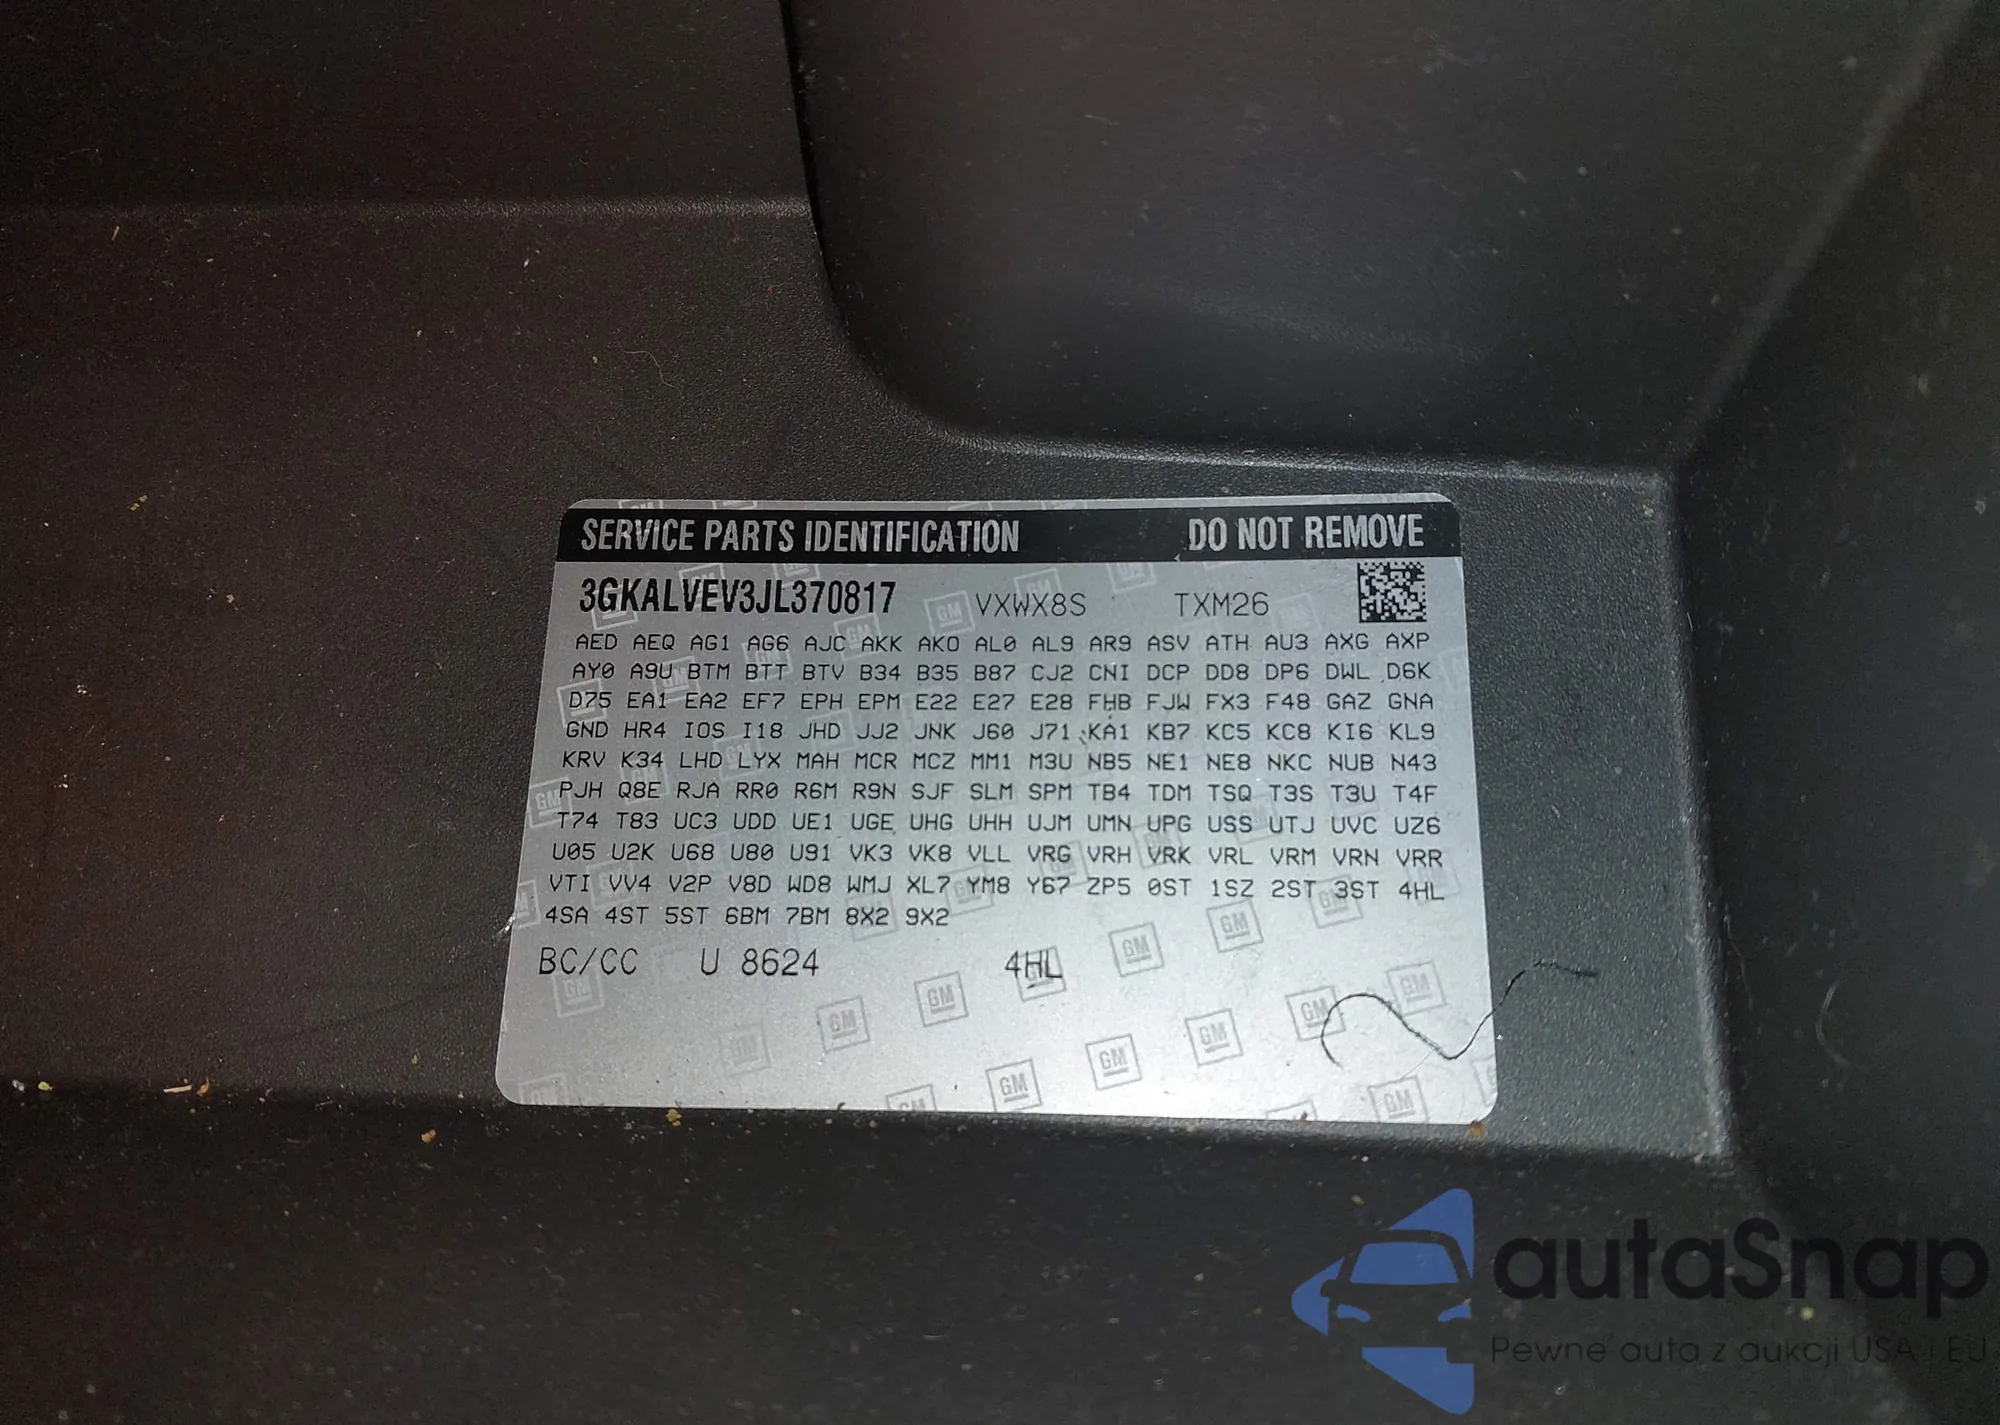 SERVICE PARTS IDENTIFICATION DO NOT REMOVE
3GKALVEV3JL370817 VXWX8S TXM26
AED AEQ AG1 AG6 AJC AKK AKO AL0 AL9 AR9 ASV ATH AU3 AXG AXP
AY0 A9U BTM BTT BTV B34 B35 B87 CJ2 CNI DCP DD8 DP6 DWL D6K
D75 EA1 EA2 EF7 EPH EPM E22 E27 E28 FHB FJW FX3 F48 GAZ GNA
GND HR4 IOS I18 JHD JJ2 JNK J60 J71 KA1 KB7 KC5 KC8 KI6 KL9
KRV K34 LHD LYX MAH MCR MCZ MM1 M3U NB5 NE1 NE8 NKC NUB N43
PJH Q8E RJA RR0 R6M R9N SJF SLM SPM TB4 TDM TSQ T3S T3U T4F
T74 T83 UC3 UDD UE1 UGE UHG UHH UJM UMN UPG USS UTJ UVC UZ6
U05 U2K U68 U80 U91 VK3 VK8 VLL VRG VRH VRK VRL VRM VRN VRR
VTI VV4 V2P V8D WD8 WMJ XL7 YM8 Y67 ZP5 0ST 1SZ 2ST 3ST 4HL
4SA 4ST 5ST 6BM 7BM 8X2 9X2
BC/CC U 8624 4HL
autaSnap
Pewne auta z aukcji USA i EU